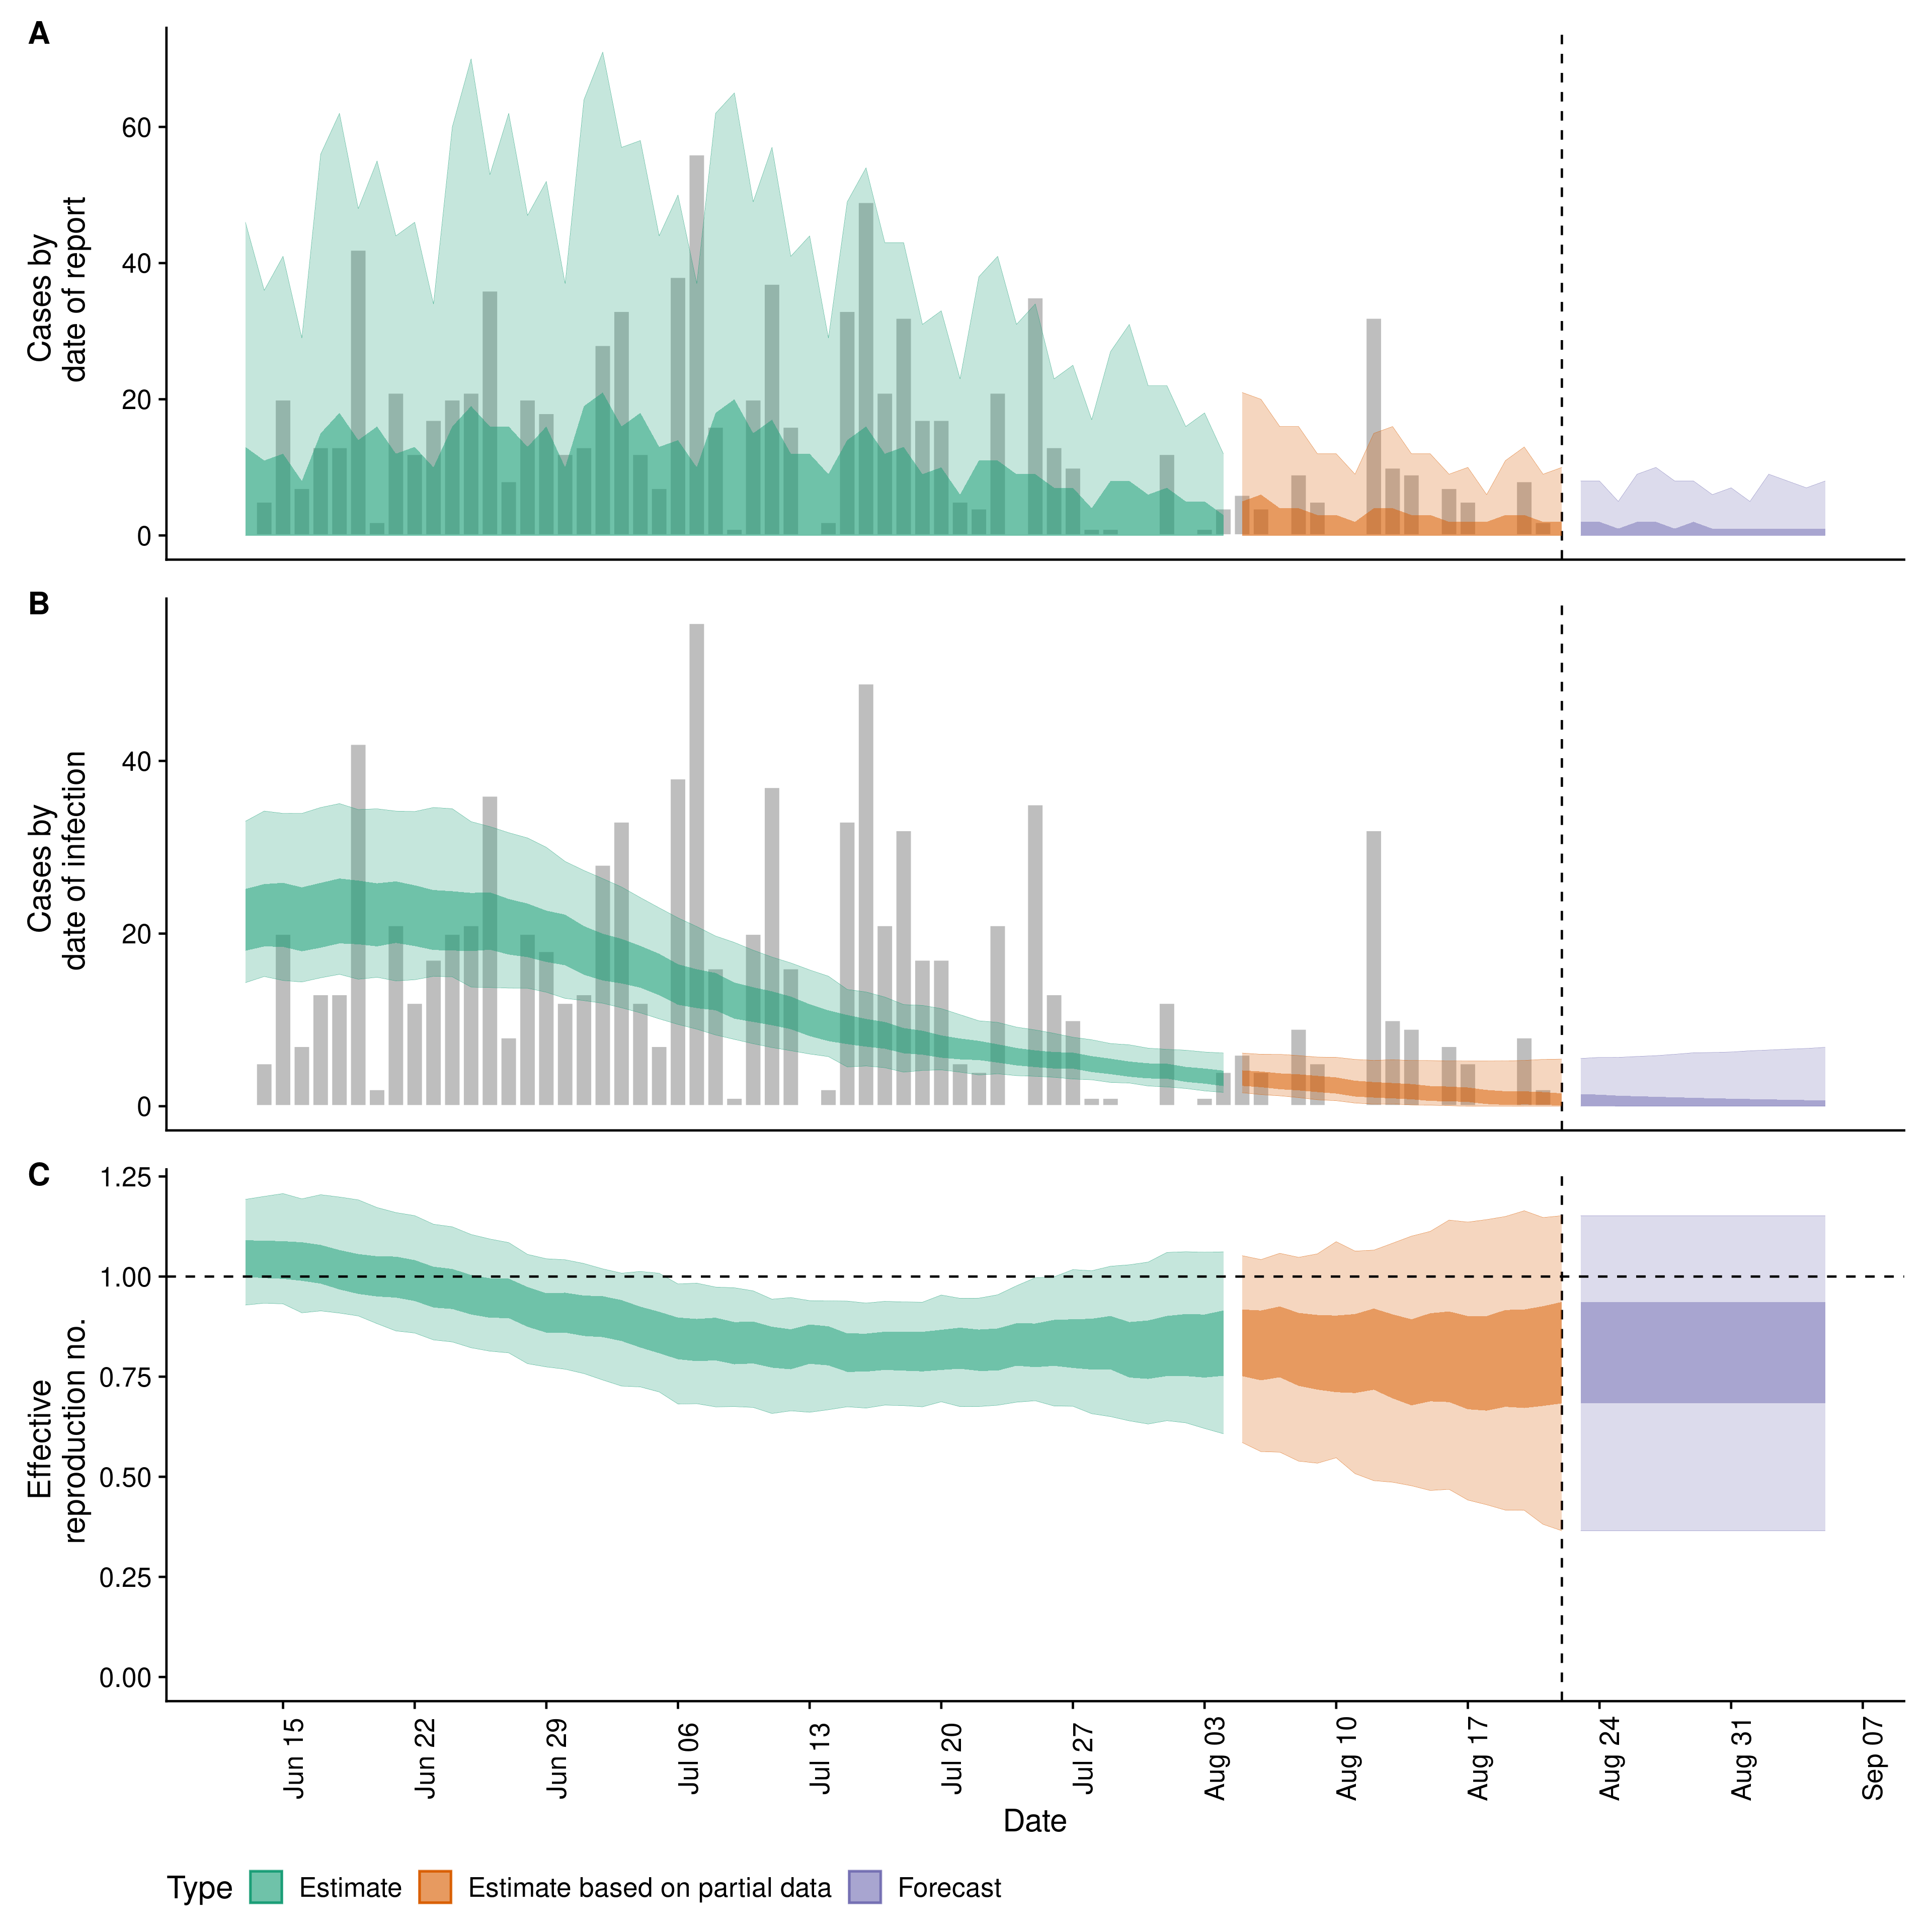 A
Cases by
date of report
60
40
20
0
B
Cases by
date of infection
40
20
0
C
Effective
reproduction no.
1.25
1.00
0.75
0.50
0.25
0.00
Jun 15
Jun 22
Jun 29
Jul 06
Jul 13
Jul 20
Jul 27
Aug 03
Aug 10
Aug 17
Aug 24
Aug 31
Sep 07
Date
Type Estimate Estimate based on partial data Forecast